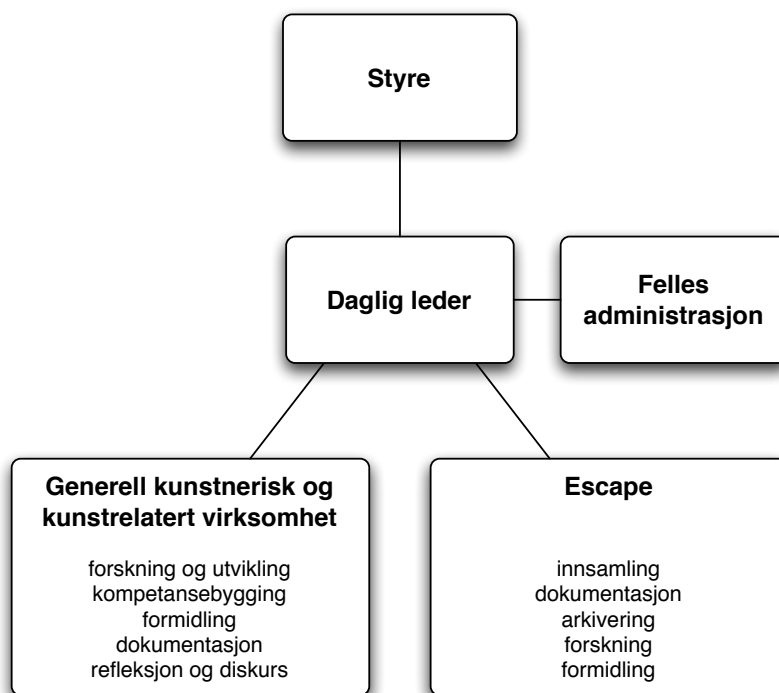 Styre
Daglig leder
Felles
administrasjon
Generell kunstnerisk og
kunstrelatert virksomhet
forskning og utvikling
kompetansebygging
formidling
dokumentasjon
refleksjon og diskurs
Escape
innsamling
dokumentasjon
arkivering
forskning
formidling